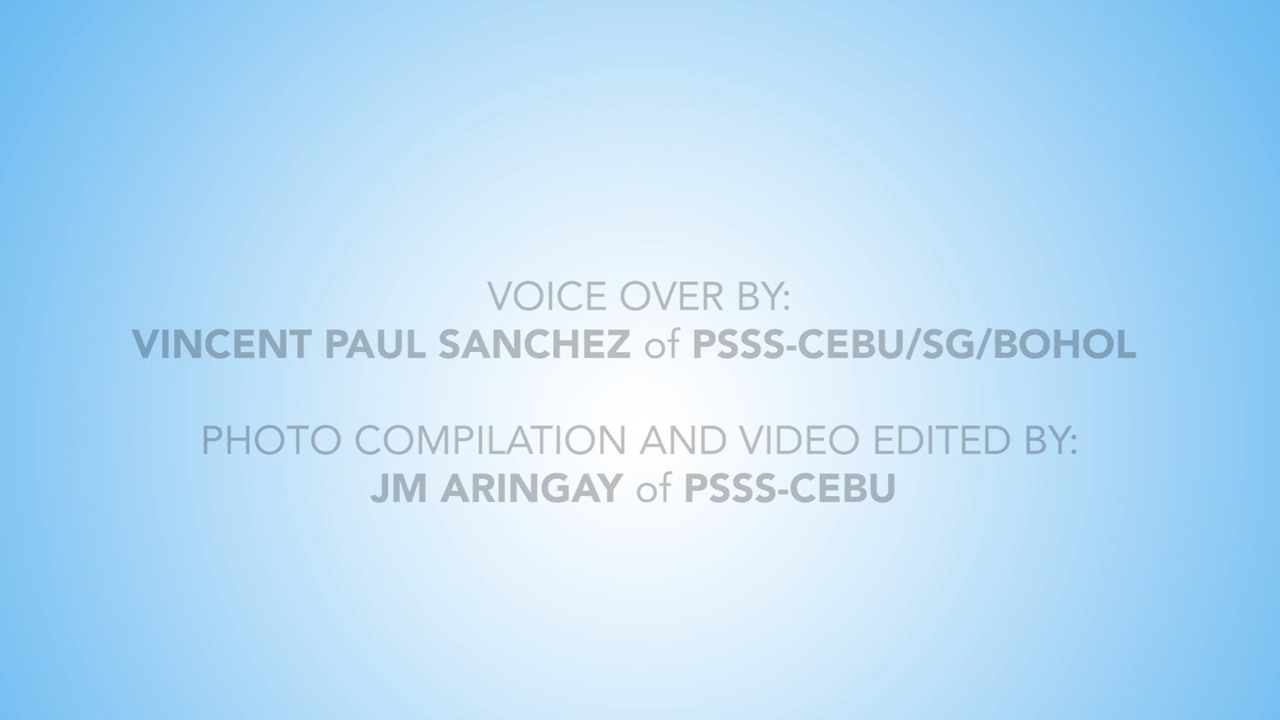 VOICE OVER BY:
VINCENT PAUL SANCHEZ of PSSS-CEBU/SG/BOHOL
PHOTO COMPILATION AND VIDEO EDITED BY:
JM ARINGAY of PSSS-CEBU